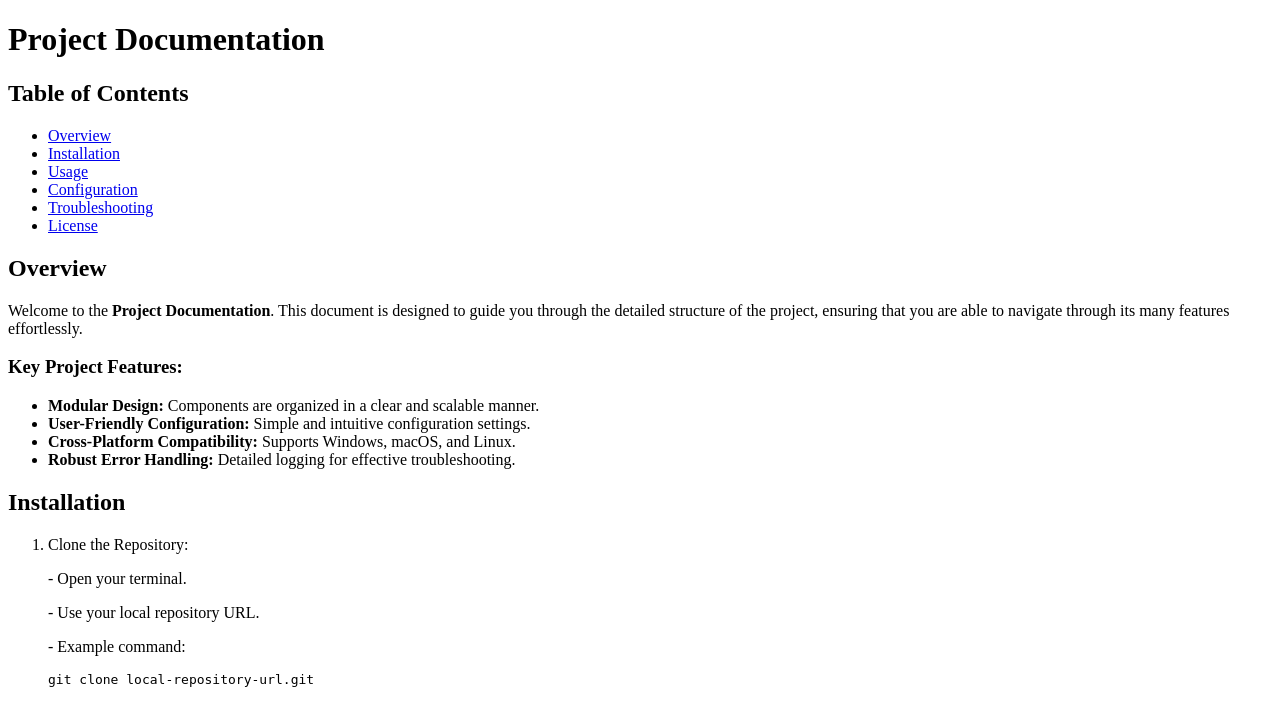 Project Documentation
Table of Contents
Overview
Installation
Usage
Configuration
Troubleshooting
License
Overview
Welcome to the Project Documentation. This document is designed to guide you through the detailed structure of the project, ensuring that you are able to navigate through its many features
effortlessly.
Key Project Features:
Modular Design: Components are organized in a clear and scalable manner.
User-Friendly Configuration: Simple and intuitive configuration settings.
Cross-Platform Compatibility: Supports Windows, macOS, and Linux.
Robust Error Handling: Detailed logging for effective troubleshooting.
Installation
1. Clone the Repository:
- Open your terminal.
- Use your local repository URL.
- Example command:
git clone local-repository-url.git